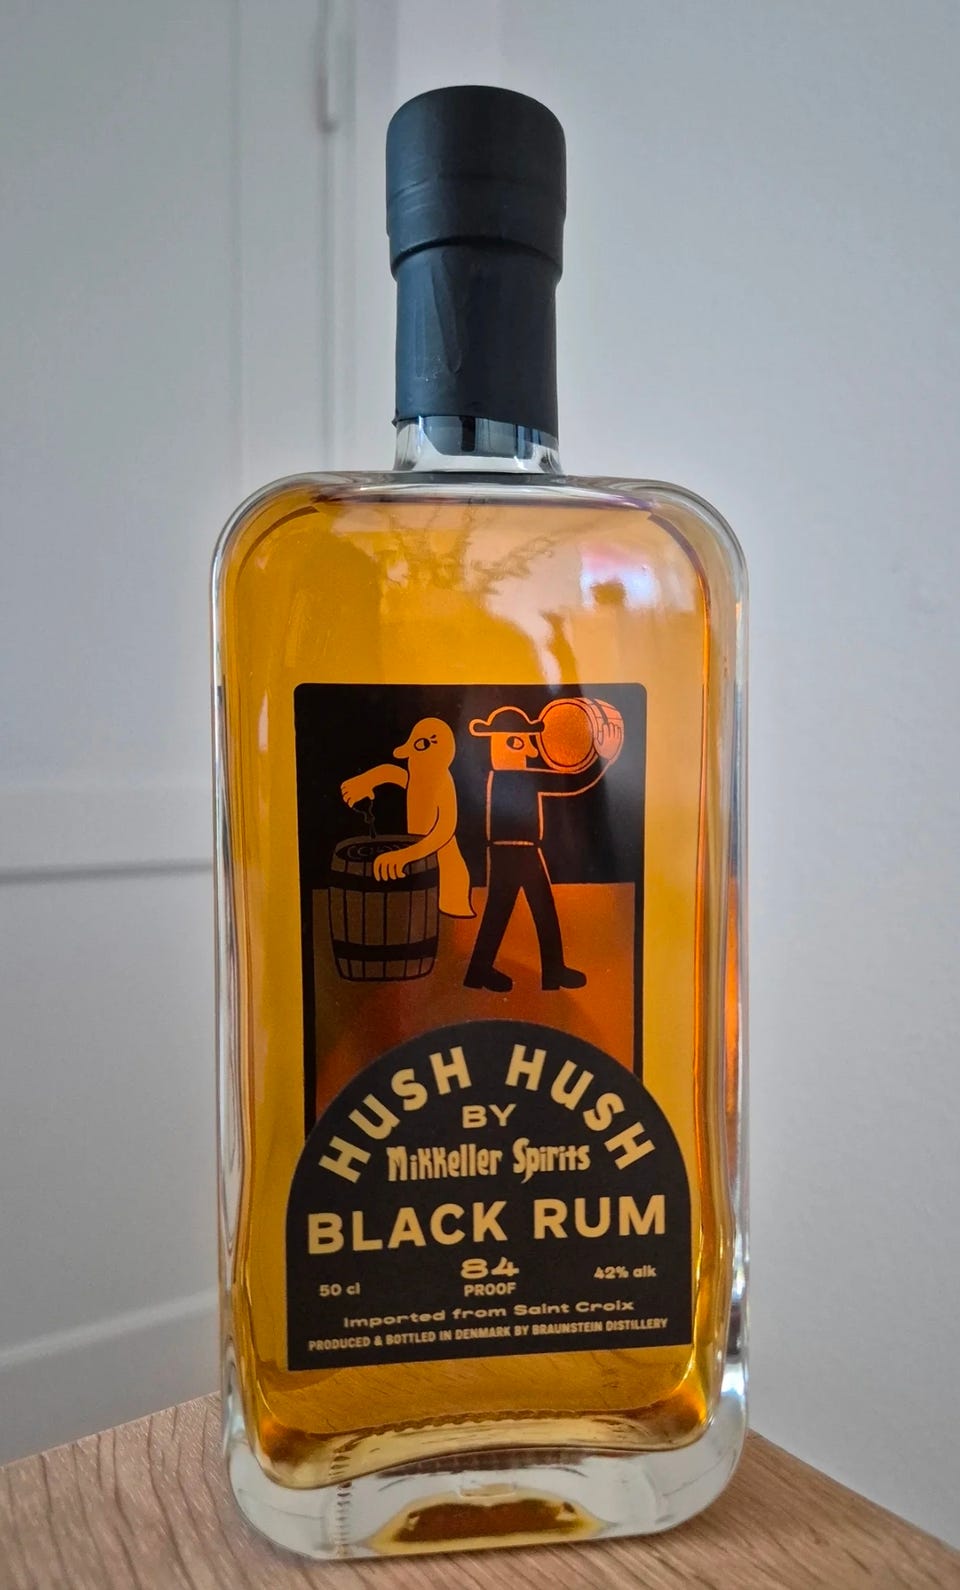 HUSH HUSH
BY
Mikkeller Spirits
BLACK RUM
50 cl 84 PROOF 42% alk
Imported from Saint Croix
PRODUCED & BOTTLED IN DENMARK BY BRAUNSTEIN DISTILLERY